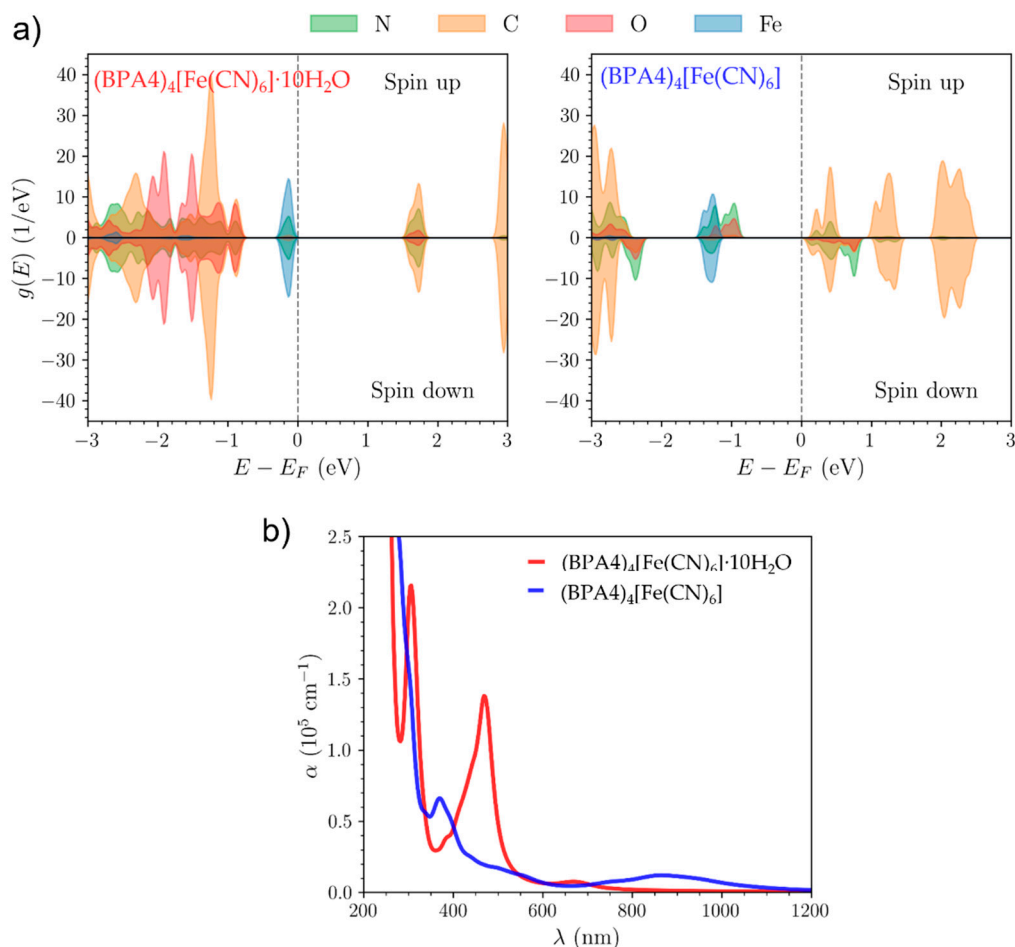 a)
N C O Fe
(BPA4)₄[Fe(CN)₆]·10H₂O
Spin up
(BPA4)₄[Fe(CN)₆]
Spin up
g(E) (1/eV)
40
30
20
10
0
−10
−20
−30
−40
Spin down
Spin down
−3 −2 −1 0 1 2 3
−3 −2 −1 0 1 2 3
E − E_F (eV)
E − E_F (eV)
b)
2.5
2.0
1.5
1.0
0.5
0.0
α (10⁵ cm⁻¹)
(BPA4)₄[Fe(CN)₆]·10H₂O
(BPA4)₄[Fe(CN)₆]
200 400 600 800 1000 1200
λ (nm)